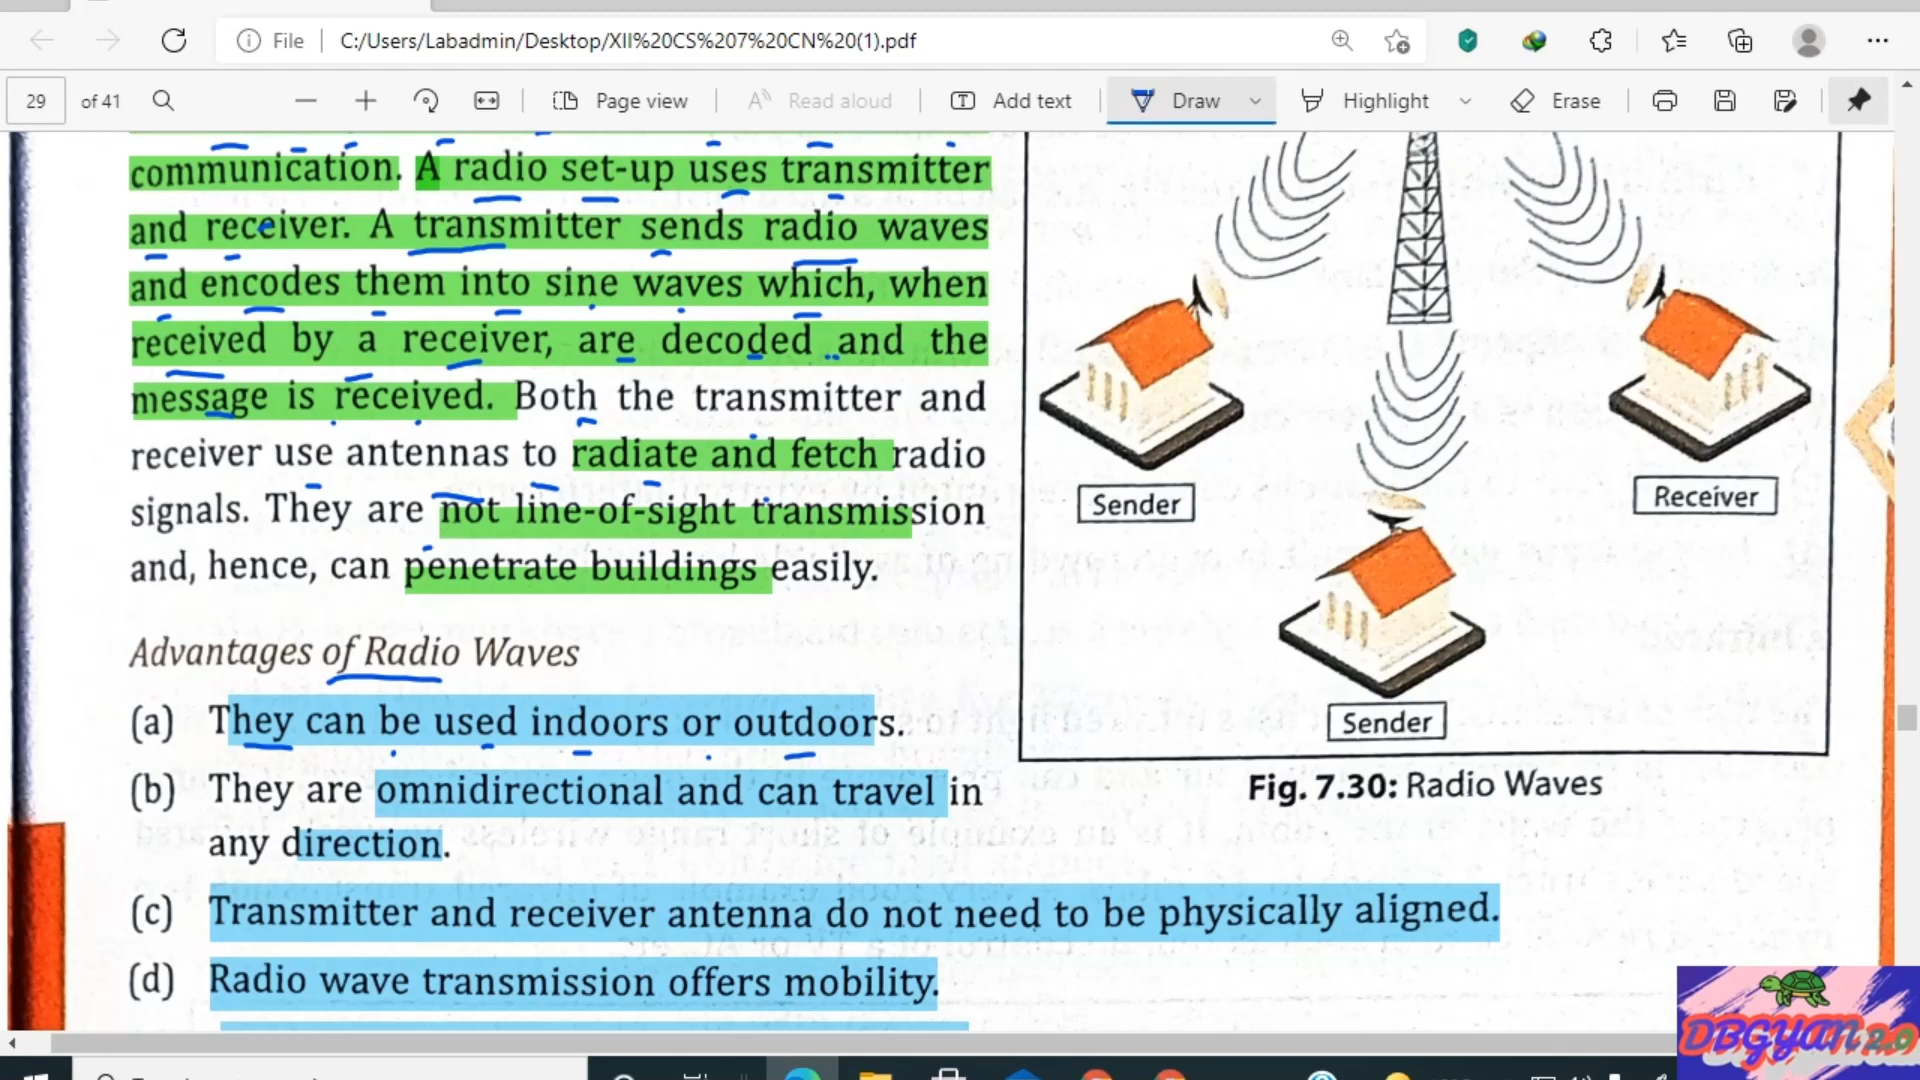 File
C:/Users/Labadmin/Desktop/XII%20CS%207%20CN%20(1).pdf
29 of 41
Page view
Read aloud
Add text
Draw
Highlight
Erase
communication. A radio set-up uses transmitter
and receiver. A transmitter sends radio waves
and encodes them into sine waves which, when
received by a receiver, are decoded and the
message is received. Both the transmitter and
receiver use antennas to radiate and fetch radio
signals. They are not line-of-sight transmission
and, hence, can penetrate buildings easily.
Advantages of Radio Waves
(a) They can be used indoors or outdoors.
(b) They are omnidirectional and can travel in
any direction.
(c) Transmitter and receiver antenna do not need to be physically aligned.
(d) Radio wave transmission offers mobility.
Sender
Receiver
Sender
Fig. 7.30: Radio Waves
DBGYAN 2.0